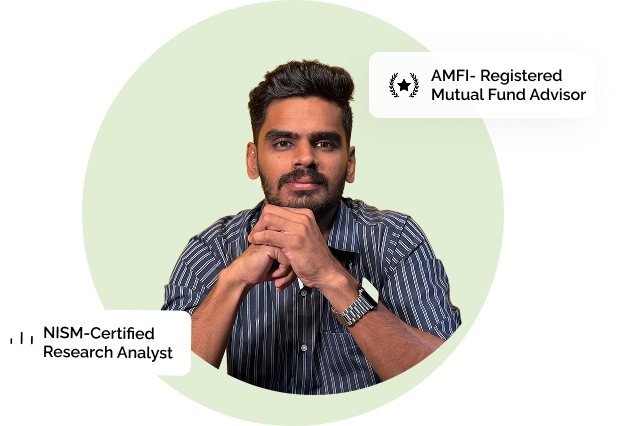 AMFI- Registered
Mutual Fund Advisor
NISM-Certified
Research Analyst